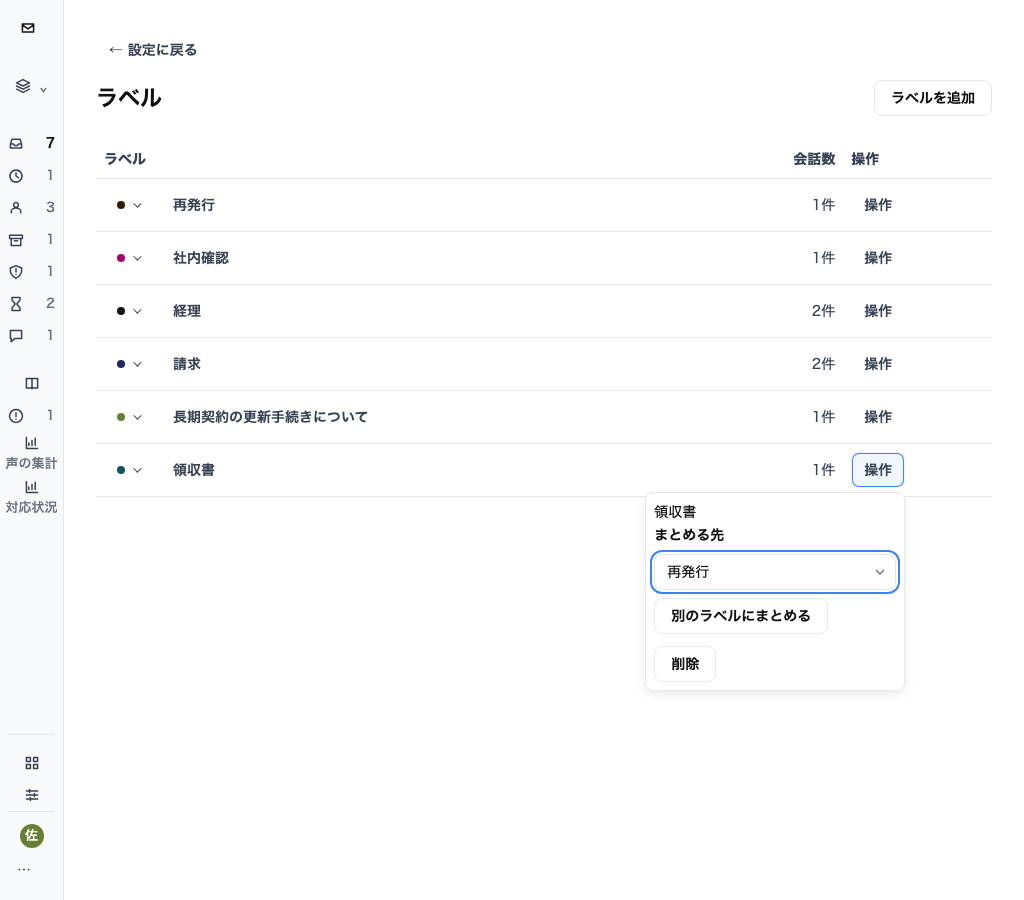 ← 設定に戻る
ラベル
ラベルを追加
ラベル 会話数 操作
再発行 1件 操作
社内確認 1件 操作
経理 2件 操作
請求 2件 操作
長期契約の更新手続きについて 1件 操作
領収書 1件 操作
領収書
まとめる先
再発行
別のラベルにまとめる
削除
7
1
3
1
1
2
1
1
声の集計
対応状況
佐
…